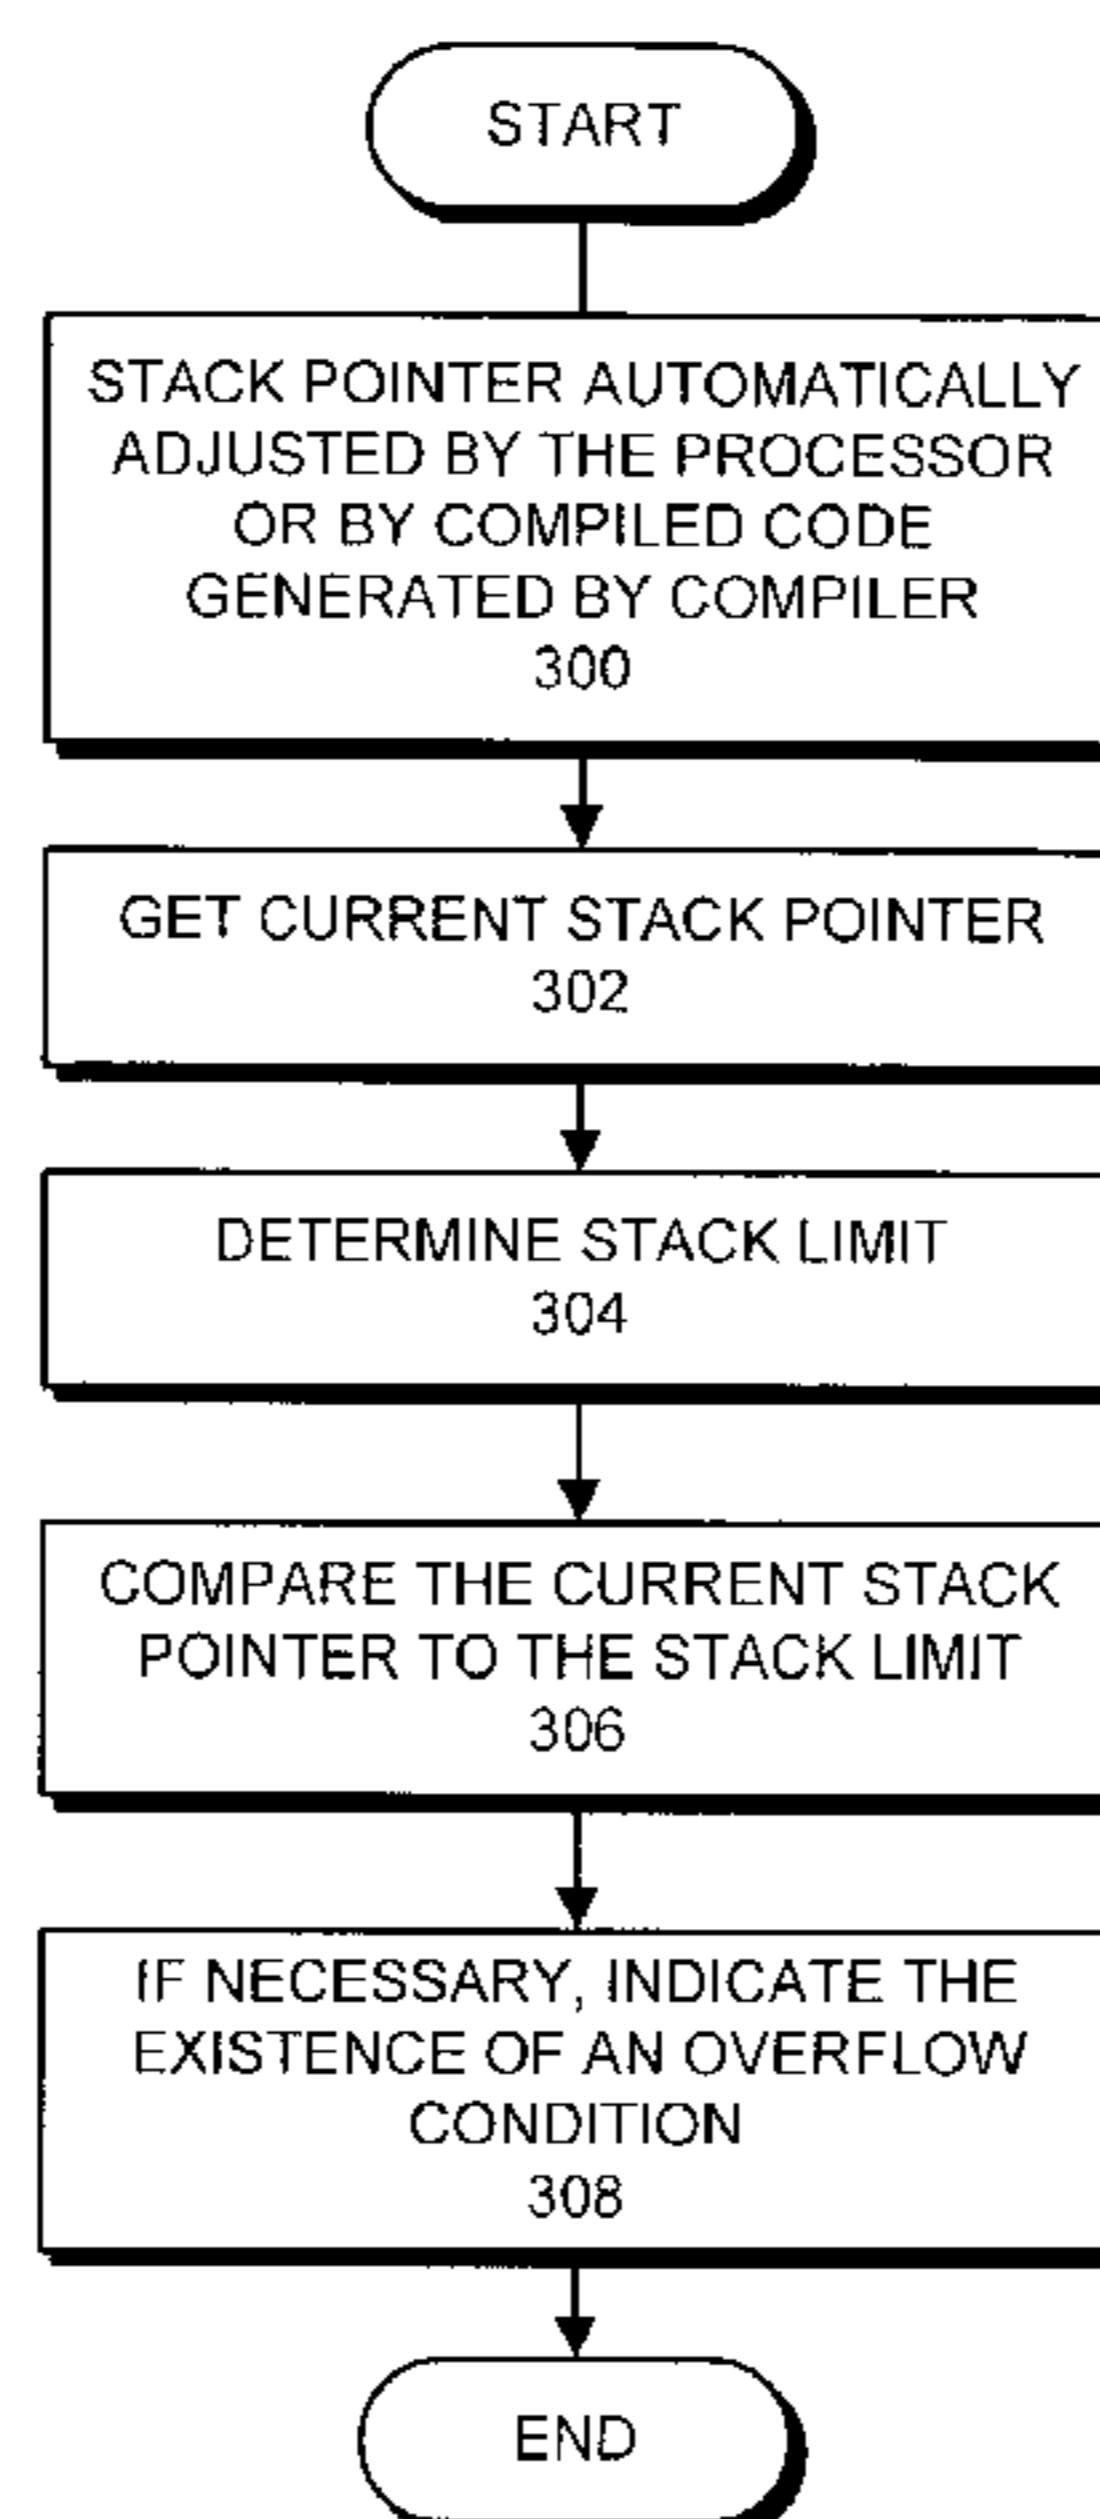 START
STACK POINTER AUTOMATICALLY
ADJUSTED BY THE PROCESSOR
OR BY COMPILED CODE
GENERATED BY COMPILER
300
GET CURRENT STACK POINTER
302
DETERMINE STACK LIMIT
304
COMPARE THE CURRENT STACK
POINTER TO THE STACK LIMIT
306
IF NECESSARY, INDICATE THE
EXISTENCE OF AN OVERFLOW
CONDITION
308
END